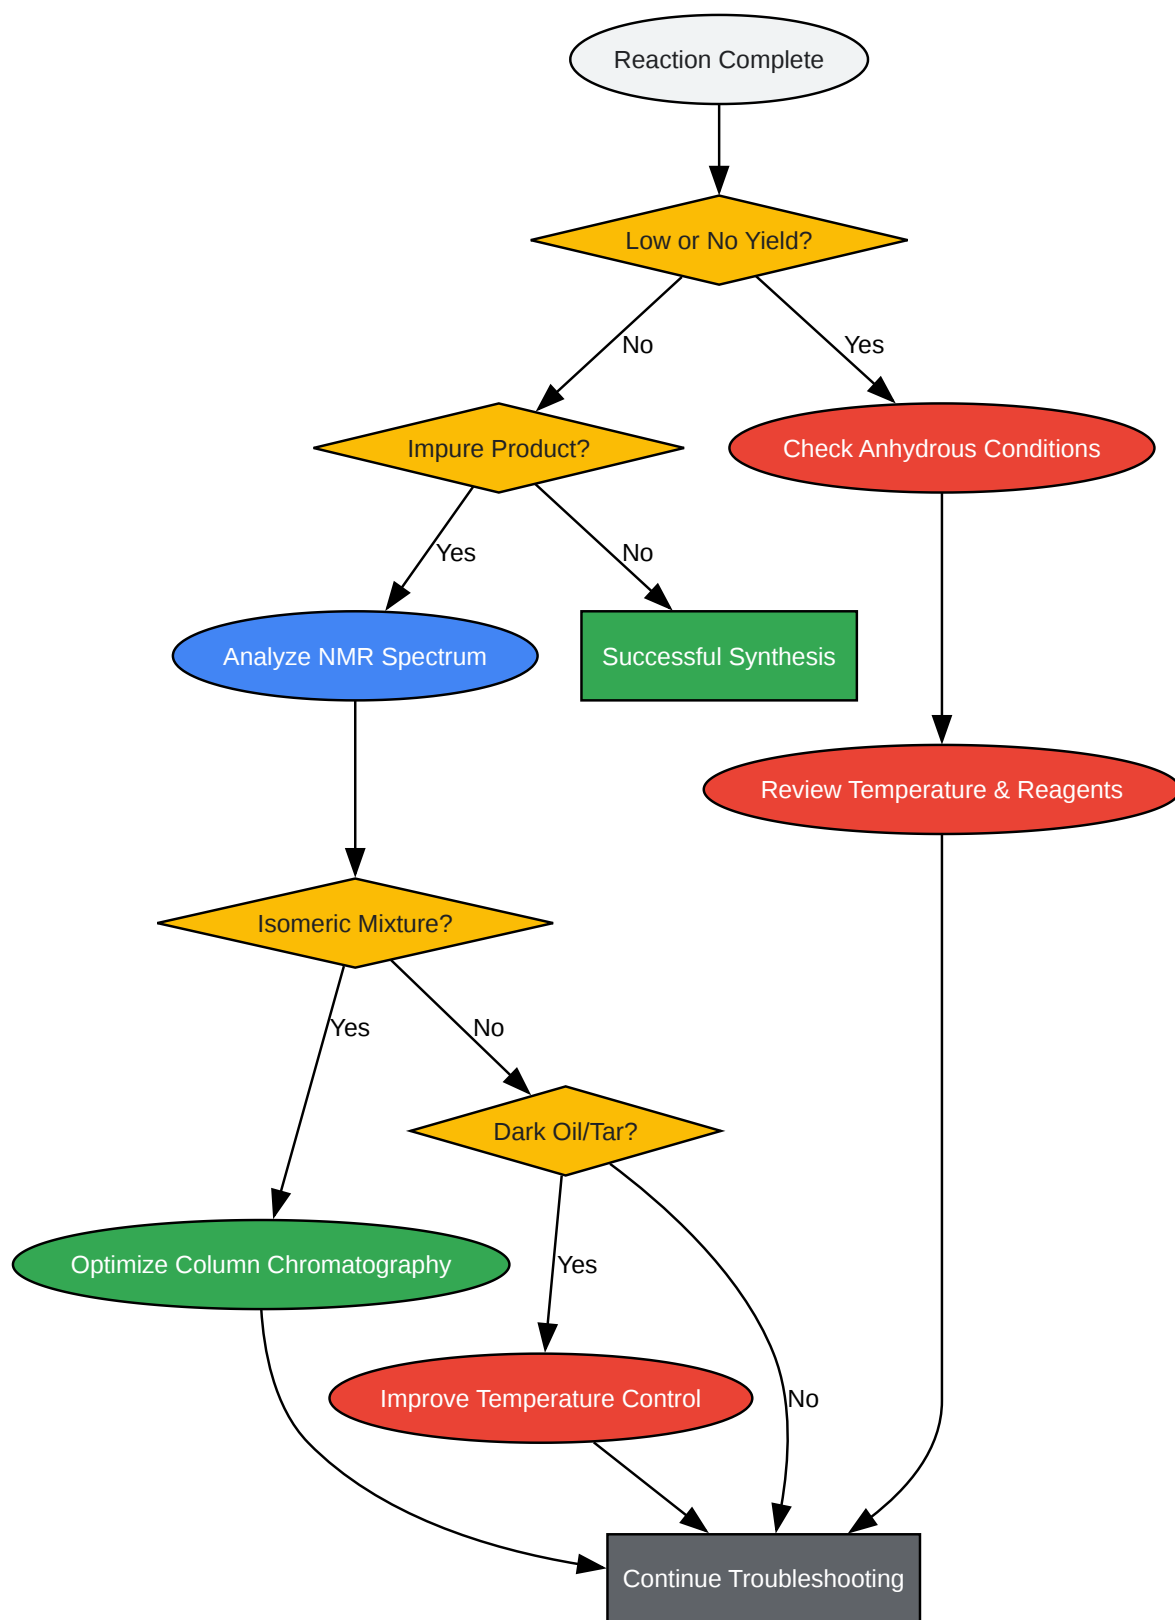 Reaction Complete
Low or No Yield?
No
Yes
Impure Product?
Check Anhydrous Conditions
Yes
No
Analyze NMR Spectrum
Successful Synthesis
Review Temperature & Reagents
Isomeric Mixture?
Yes
No
Dark Oil/Tar?
Optimize Column Chromatography
Yes
Improve Temperature Control
No
Continue Troubleshooting